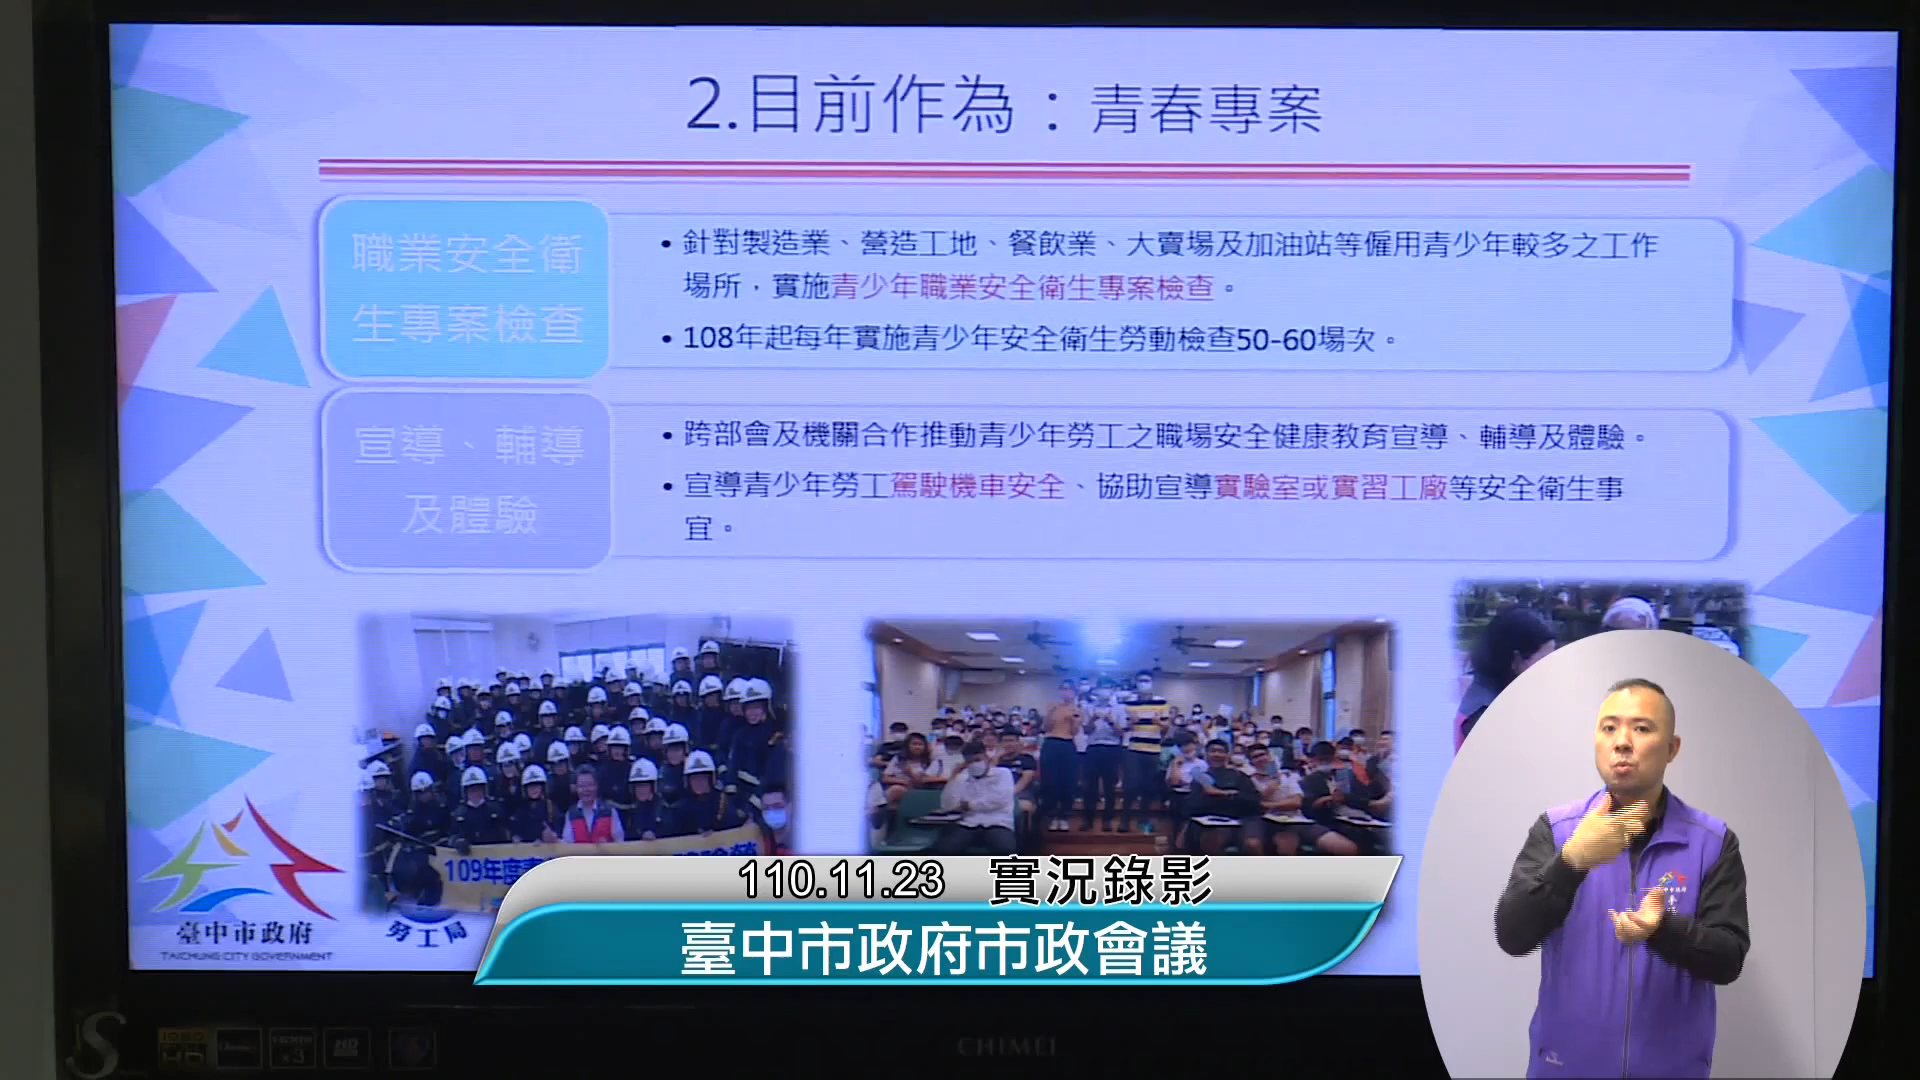 2.目前作為：青春專案
職業安全衛
生專案檢查
•針對製造業、營造工地、餐飲業、大賣場及加油站等僱用青少年較多之工作
場所，實施青少年職業安全衛生專案檢查。
•108年起每年實施青少年安全衛生勞動檢查50-60場次。
宣導、輔導
及體驗
•跨部會及機關合作推動青少年勞工之職場安全健康教育宣導、輔導及體驗。
•宣導青少年勞工駕駛機車安全、協助宣導實驗室或實習工廠等安全衛生事
宜。
109年度
臺中市政府
TAICHUNG CITY GOVERNMENT
勞工局
110.11.23 實況錄影
臺中市政府市政會議
CHIMEI